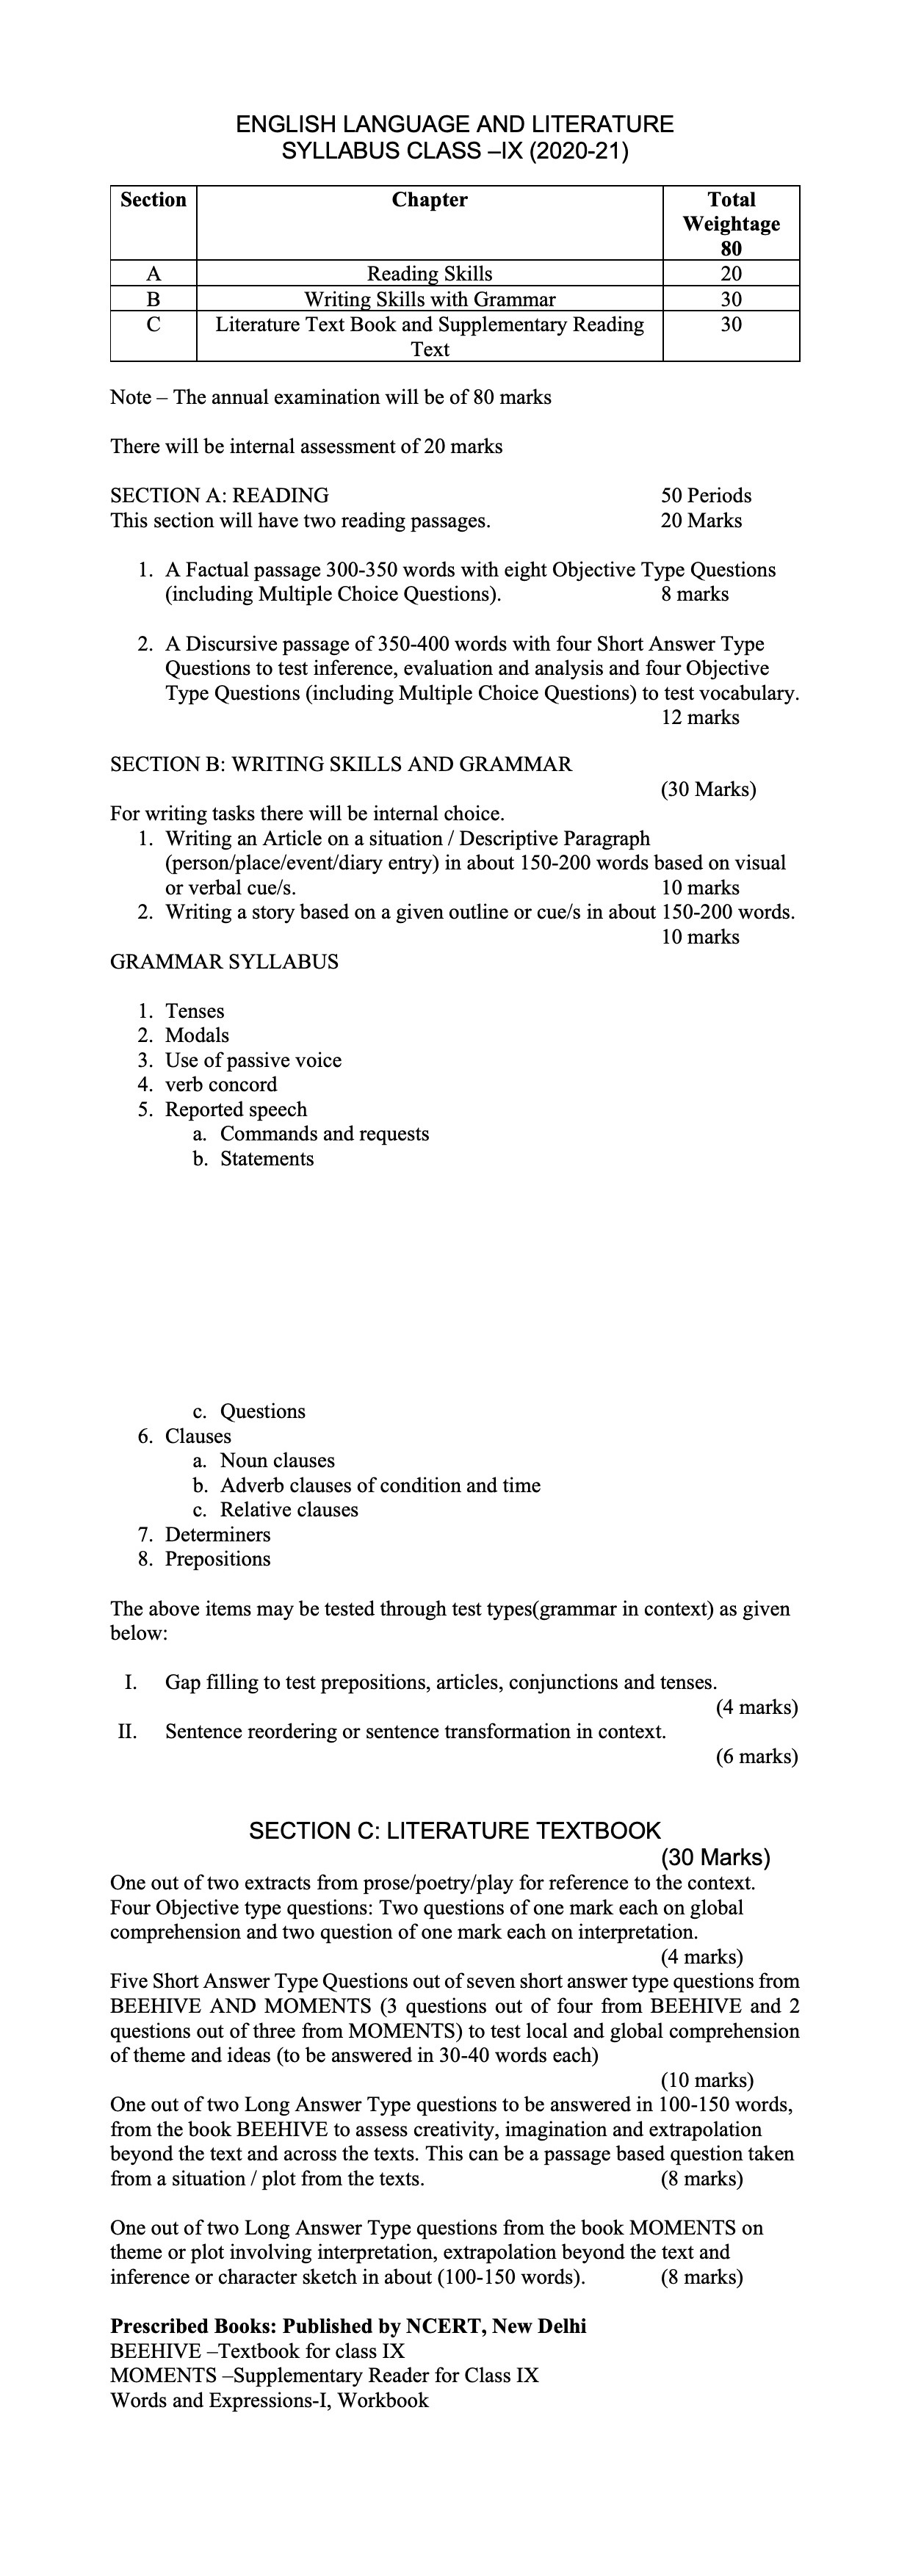 ENGLISH LANGUAGE AND LITERATURE
SYLLABUS CLASS –IX (2020-21)
Section Chapter Total
Weightage
80
A Reading Skills 20
B Writing Skills with Grammar 30
C Literature Text Book and Supplementary Reading 30
Text
Note – The annual examination will be of 80 marks
There will be internal assessment of 20 marks
SECTION A: READING 50 Periods
This section will have two reading passages. 20 Marks
1. A Factual passage 300-350 words with eight Objective Type Questions
(including Multiple Choice Questions). 8 marks
2. A Discursive passage of 350-400 words with four Short Answer Type
Questions to test inference, evaluation and analysis and four Objective
Type Questions (including Multiple Choice Questions) to test vocabulary.
12 marks
SECTION B: WRITING SKILLS AND GRAMMAR
(30 Marks)
For writing tasks there will be internal choice.
1. Writing an Article on a situation / Descriptive Paragraph
(person/place/event/diary entry) in about 150-200 words based on visual
or verbal cue/s. 10 marks
2. Writing a story based on a given outline or cue/s in about 150-200 words.
10 marks
GRAMMAR SYLLABUS
1. Tenses
2. Modals
3. Use of passive voice
4. verb concord
5. Reported speech
a. Commands and requests
b. Statements
c. Questions
6. Clauses
a. Noun clauses
b. Adverb clauses of condition and time
c. Relative clauses
7. Determiners
8. Prepositions
The above items may be tested through test types(grammar in context) as given
below:
I. Gap filling to test prepositions, articles, conjunctions and tenses.
(4 marks)
II. Sentence reordering or sentence transformation in context.
(6 marks)
SECTION C: LITERATURE TEXTBOOK
(30 Marks)
One out of two extracts from prose/poetry/play for reference to the context.
Four Objective type questions: Two questions of one mark each on global
comprehension and two question of one mark each on interpretation.
(4 marks)
Five Short Answer Type Questions out of seven short answer type questions from
BEEHIVE AND MOMENTS (3 questions out of four from BEEHIVE and 2
questions out of three from MOMENTS) to test local and global comprehension
of theme and ideas (to be answered in 30-40 words each)
(10 marks)
One out of two Long Answer Type questions to be answered in 100-150 words,
from the book BEEHIVE to assess creativity, imagination and extrapolation
beyond the text and across the texts. This can be a passage based question taken
from a situation / plot from the texts. (8 marks)
One out of two Long Answer Type questions from the book MOMENTS on
theme or plot involving interpretation, extrapolation beyond the text and
inference or character sketch in about (100-150 words). (8 marks)
Prescribed Books: Published by NCERT, New Delhi
BEEHIVE –Textbook for class IX
MOMENTS –Supplementary Reader for Class IX
Words and Expressions-I, Workbook